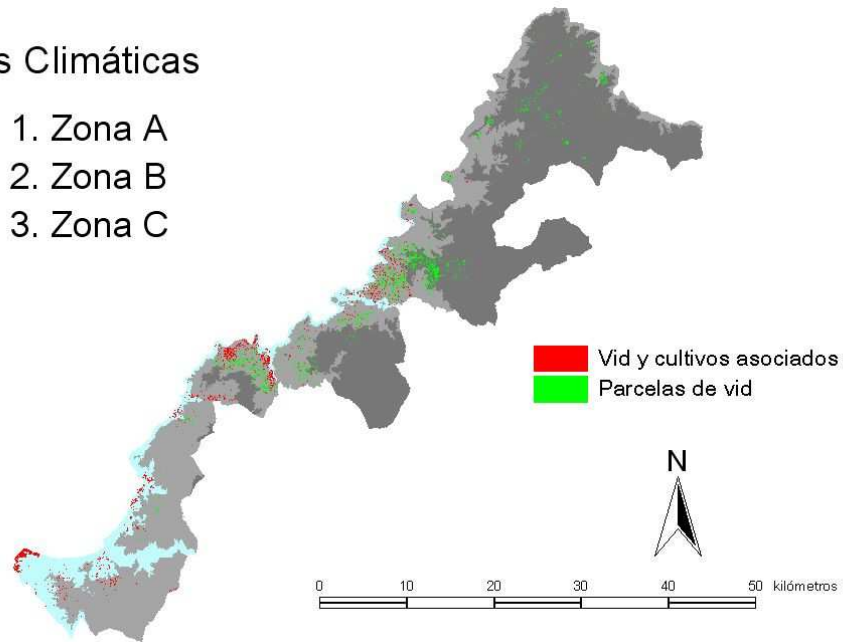 s Climáticas
1. Zona A
2. Zona B
3. Zona C
Vid y cultivos asociados
Parcelas de vid
N
0 10 20 30 40 50 kilómetros